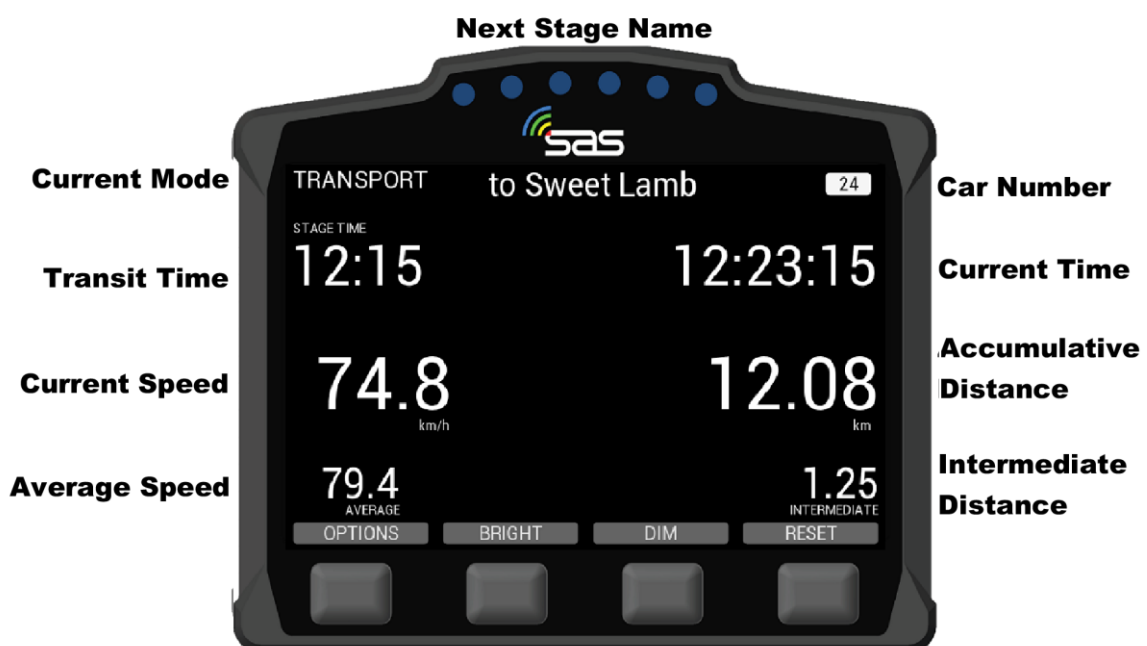 Next Stage Name
sas
Current Mode
TRANSPORT
to Sweet Lamb
24
Car Number
STAGE TIME
Transit Time
12:15
12:23:15
Current Time
Current Speed
74.8
km/h
12.08
km
Accumulative
Distance
Average Speed
79.4
AVERAGE
1.25
INTERMEDIATE
Intermediate
Distance
OPTIONS
BRIGHT
DIM
RESET